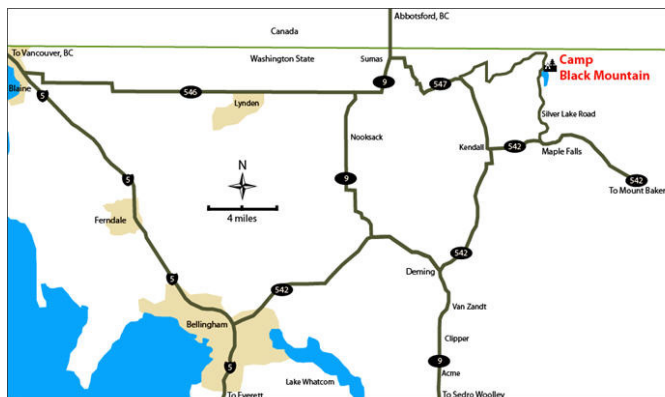 Abbotsford, BC
Canada
To Vancouver, BC
Washington State
Sumas
Camp
Black Mountain
Blaine
5
546
9
547
Lynden
Silver Lake Road
Nooksack
Kendall
542
Maple Falls
N
5
9
542
To Mount Baker
4 miles
Ferndale
542
Deming
5
542
Van Zandt
Bellingham
Clipper
5
9
Lake Whatcom
Acme
To Everett
To Sedro Woolley